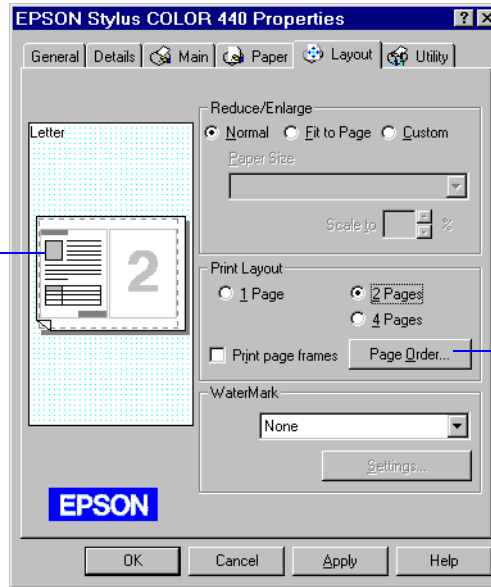 EPSON Stylus COLOR 440 Properties
General Details Main Paper Layout Utility
Letter
2
EPSON
Reduce/Enlarge
Normal Fit to Page Custom
Paper Size
Scale to %
Print Layout
1 Page 2 Pages
4 Pages
Print page frames Page Order...
WaterMark
None
Settings...
OK Cancel Apply Help